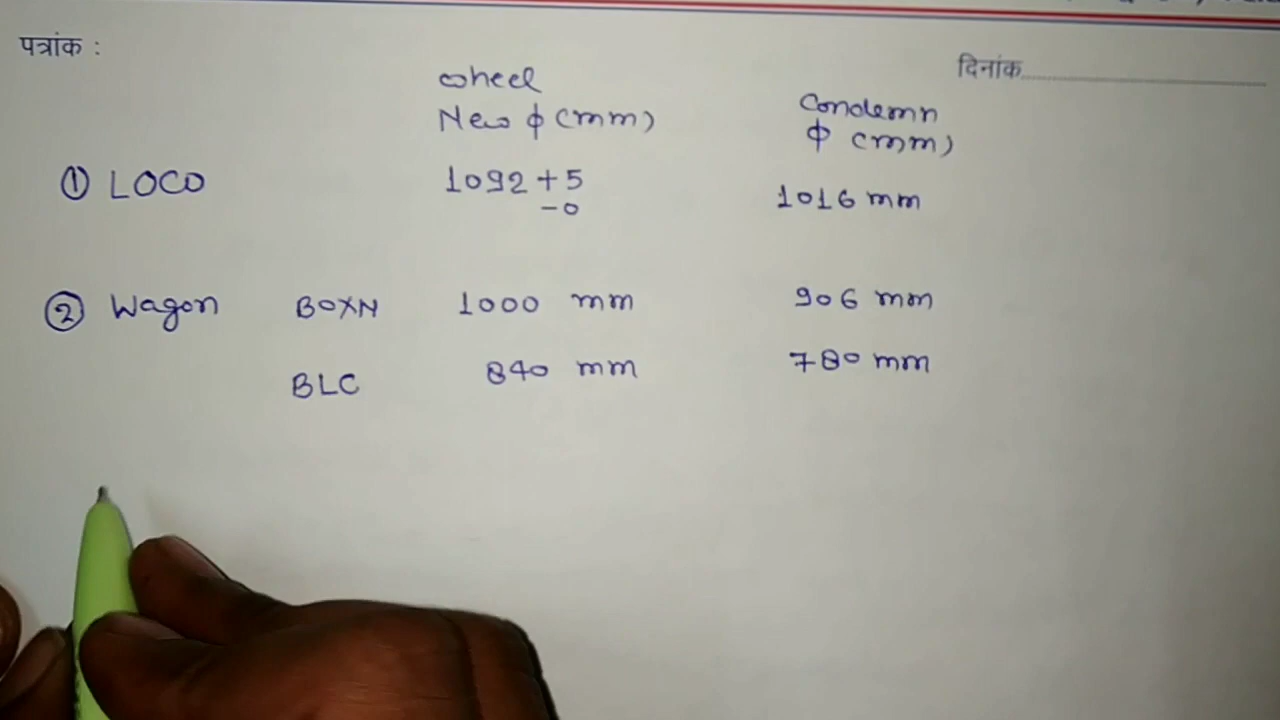 पत्रांक :
दिनांक
wheel
New ϕ (mm)
Condemn
ϕ (mm)
① LOCO 1092 +5
-0
1016 mm
② Wagon BOXN 1000 mm 906 mm
BLC 840 mm 780 mm